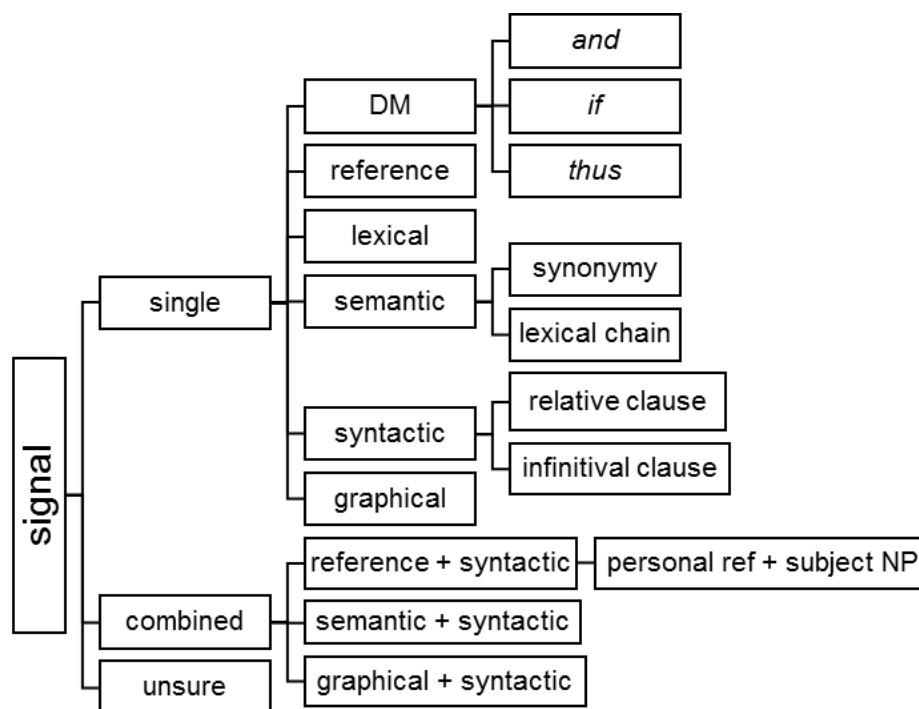 and
DM
if
thus
reference
lexical
synonymy
single
semantic
lexical chain
relative clause
syntactic
infinitival clause
graphical
signal
reference + syntactic
personal ref + subject NP
combined
semantic + syntactic
unsure
graphical + syntactic